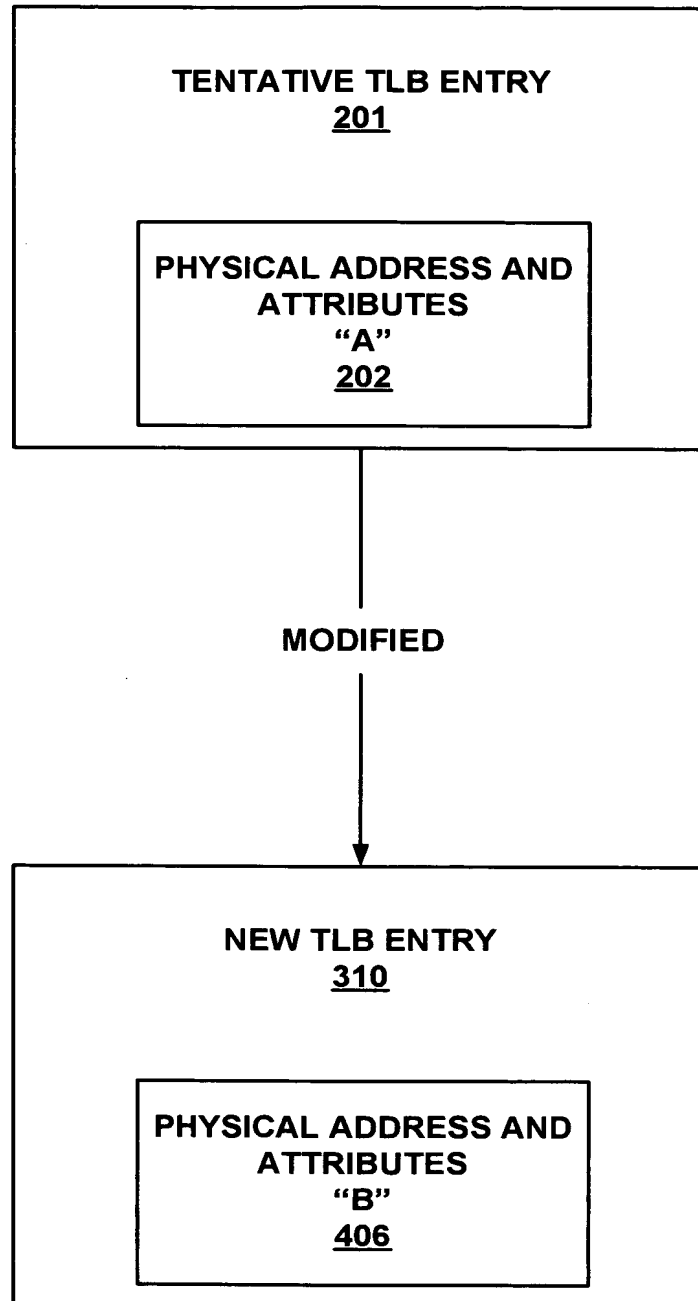 TENTATIVE TLB ENTRY
201
PHYSICAL ADDRESS AND
ATTRIBUTES
“A”
202
MODIFIED
NEW TLB ENTRY
310
PHYSICAL ADDRESS AND
ATTRIBUTES
“B”
406